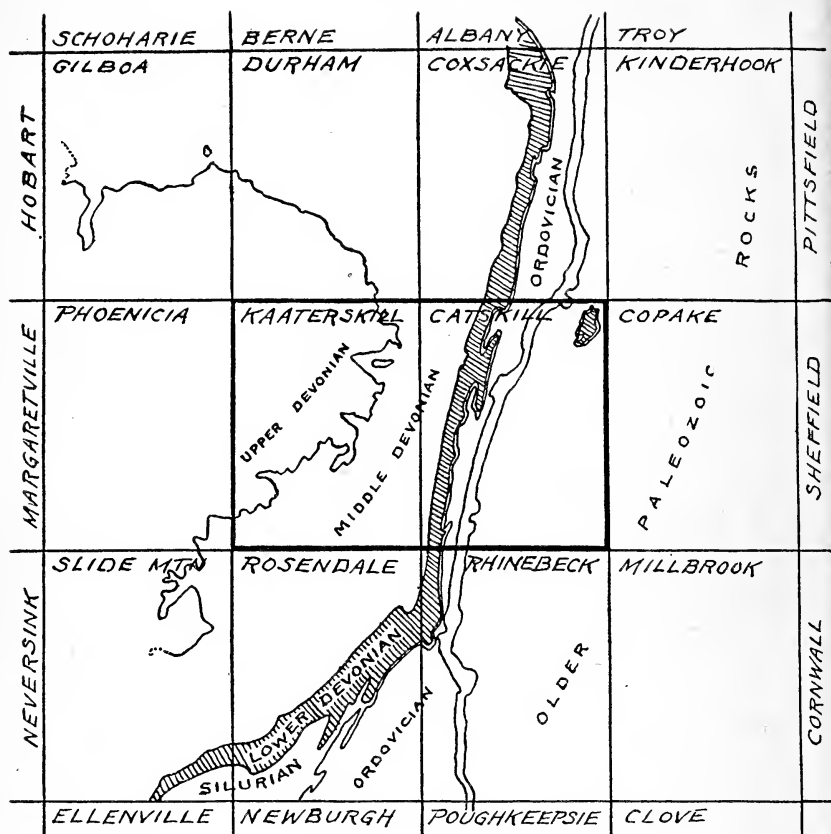 SCHOHARIE BERNE ALBANY TROY
GILBOA DURHAM COXSACKIE KINDERHOOK
HOBART
ORDOVICIAN
ROCKS
PITTSFIELD
PHOENICIA KAATERSKILL CATSKILL COPAKE
MARGARETVILLE
UPPER DEVONIAN
MIDDLE DEVONIAN
PALEOZOIC
SHEFFIELD
SLIDE MTN ROSENDALE RHINEBECK MILLBROOK
NEVERSINK
LOWER DEVONIAN
SILURIAN
ORDOVICIAN
OLDER
CORNWALL
ELLENVILLE NEWBURGH POUGHKEEPSIE CLOVE